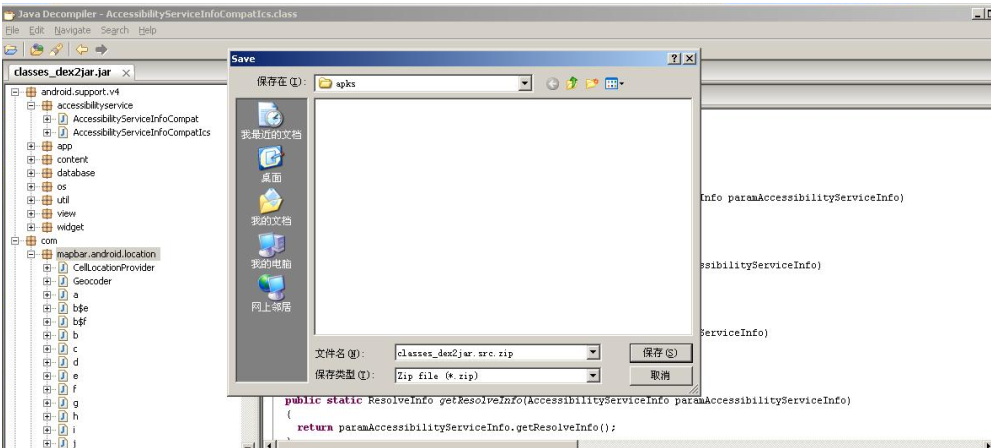 Java Decompiler - AccessibilityServiceInfoCompatIcs.class
File Edit Navigate Search Help
classes_dex2jar.jar
android.support.v4
accessibilityservice
AccessibilityServiceInfoCompat
AccessibilityServiceInfoCompatIcs
app
content
database
os
util
view
widget
com
mapbar.android.location
CellLocationProvider
Geocoder
a
b$e
b$f
b
c
d
e
f
g
h
i
j
Save
保存在(I):
apks
我最近的文档
桌面
我的文档
我的电脑
网上邻居
文件名(N):
classes_dex2jar.src.zip
保存(S)
保存类型(T):
Zip file (*.zip)
取消
Info paramAccessibilityServiceInfo)
ssibilityServiceInfo)
ServiceInfo)
public static ResolveInfo getResolveInfo(AccessibilityServiceInfo paramAccessibilityServiceInfo)
{
return paramAccessibilityServiceInfo.getResolveInfo();